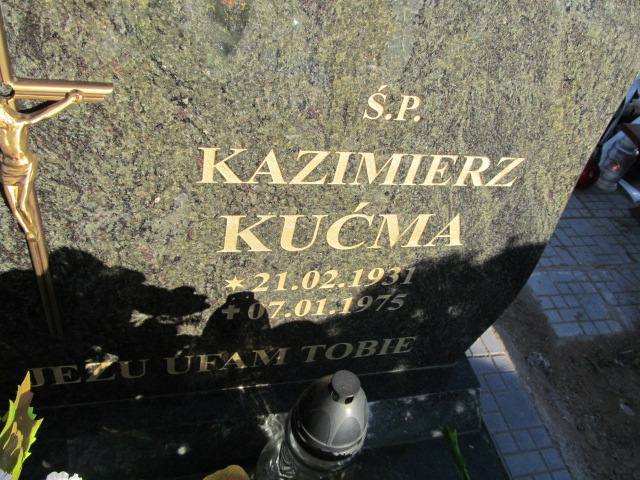 Ś.P.
KAZIMIERZ
KUĆMA
✶ 21.02.1931
✝ 07.01.1975
JEZU UFAM TOBIE